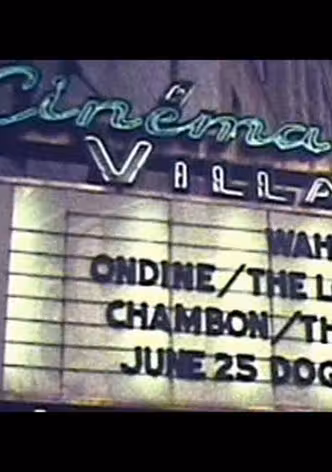 Cinéma
VILLA
WAH
ONDINE/THE L
CHAMBON/TH
JUNE 25 DOG